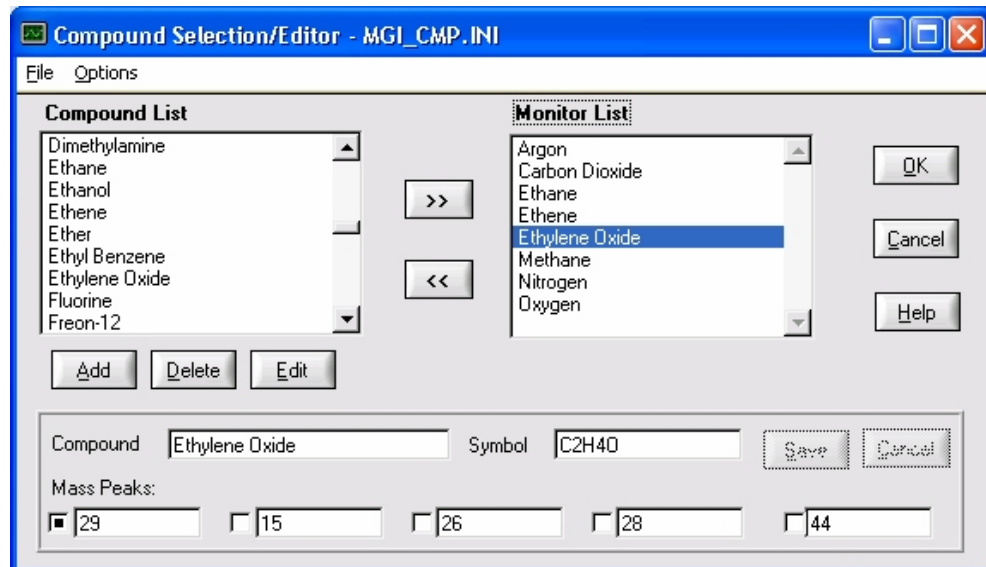 Compound Selection/Editor - MGI_CMP.INI
File Options
Compound List
Dimethylamine
Ethane
Ethanol
Ethene
Ether
Ethyl Benzene
Ethylene Oxide
Fluorine
Freon-12
>>
<<
Monitor List
Argon
Carbon Dioxide
Ethane
Ethene
Ethylene Oxide
Methane
Nitrogen
Oxygen
OK
Cancel
Help
Add Delete Edit
Compound Ethylene Oxide Symbol C2H4O Save Cancel
Mass Peaks:
29 15 26 28 44